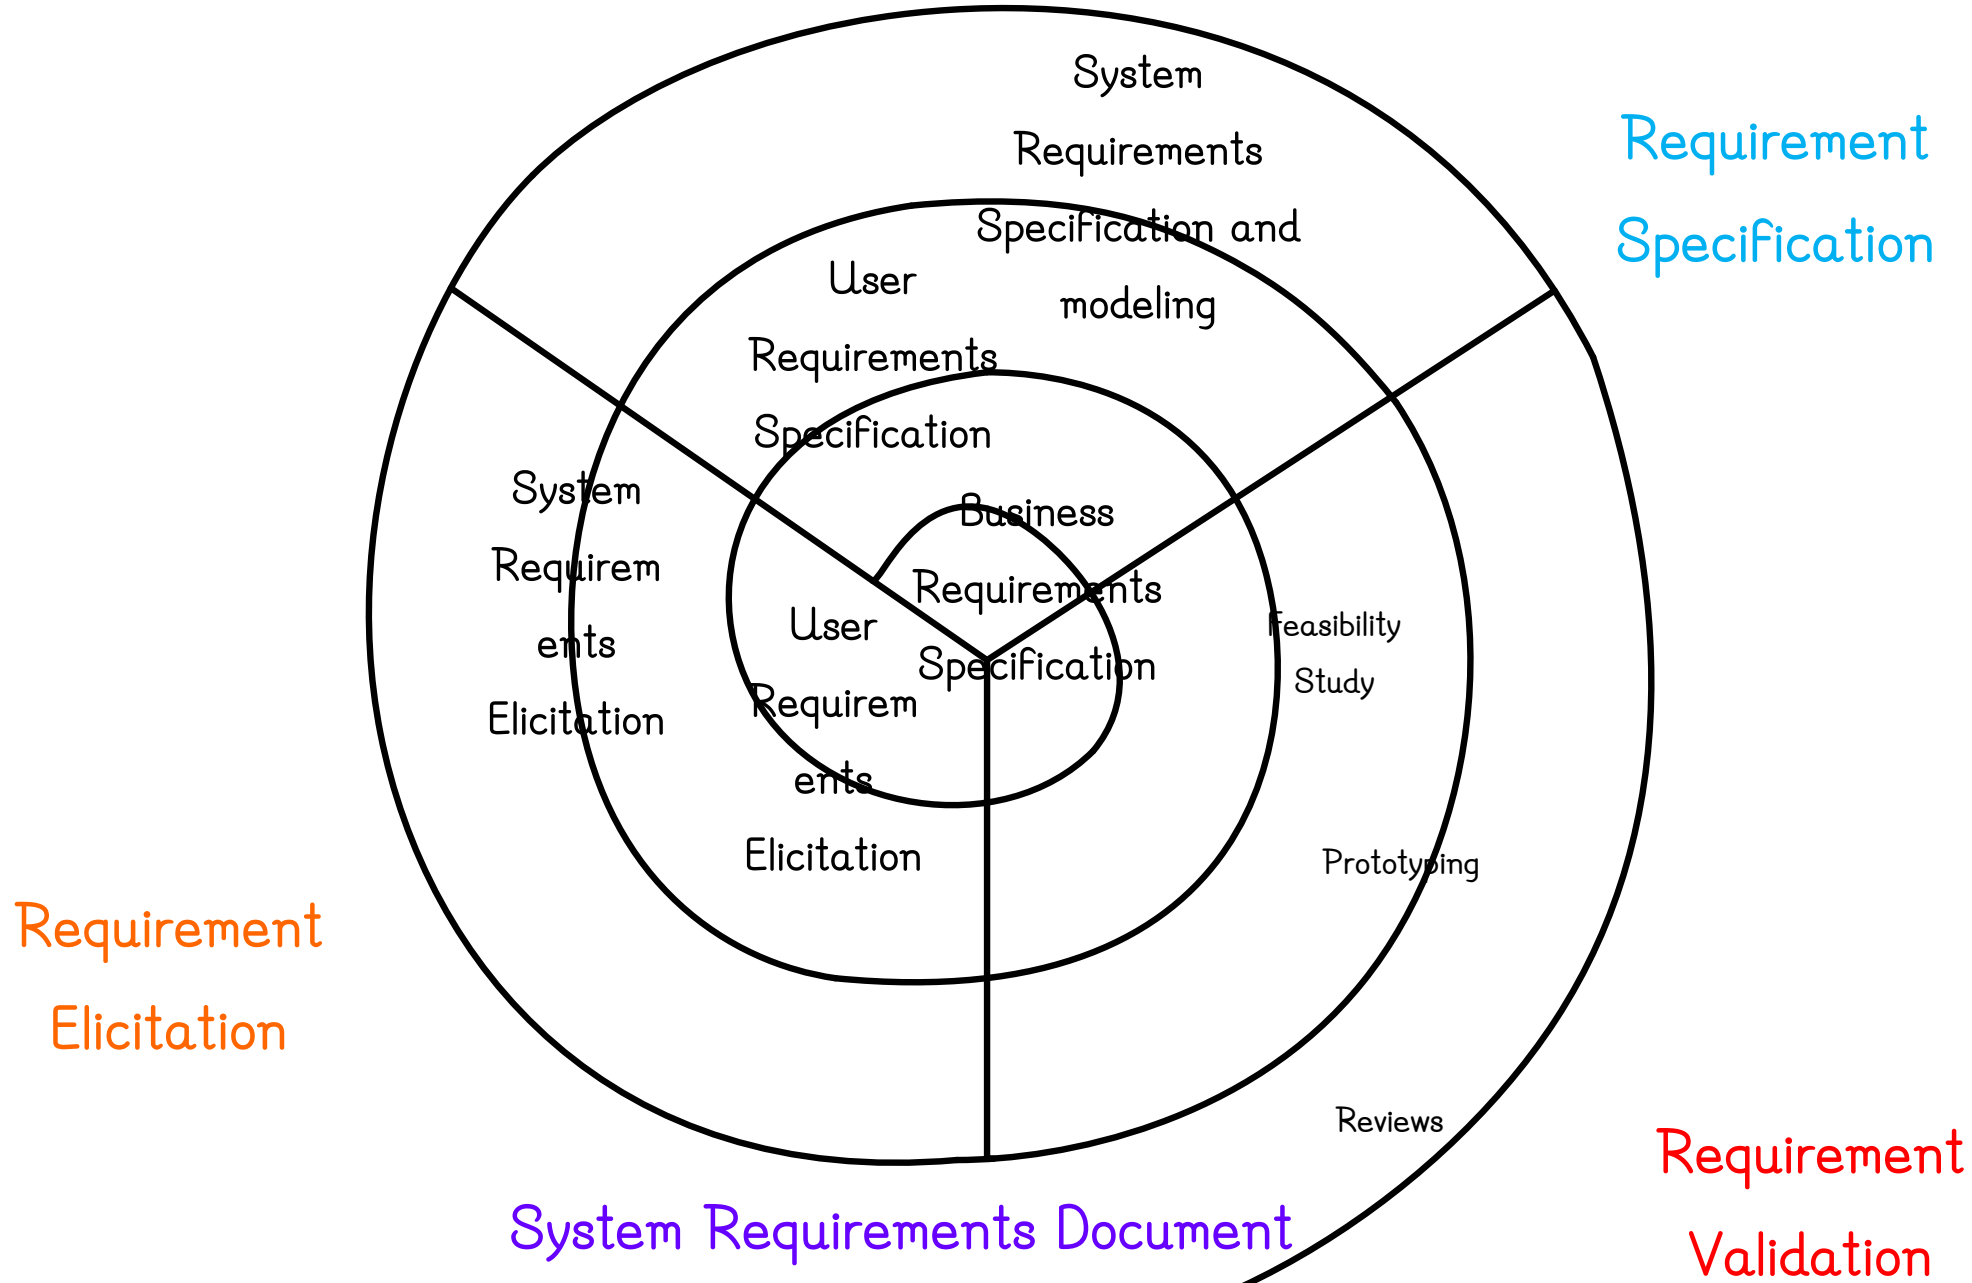 System
Requirements
Specification and
modeling
Requirement
Specification
User
Requirements
Specification
System
Requirem
ents
Elicitation
Business
Requirements
Specification
User
Requirem
ents
Elicitation
Feasibility
Study
Prototyping
Requirement
Elicitation
Reviews
Requirement
Validation
System Requirements Document